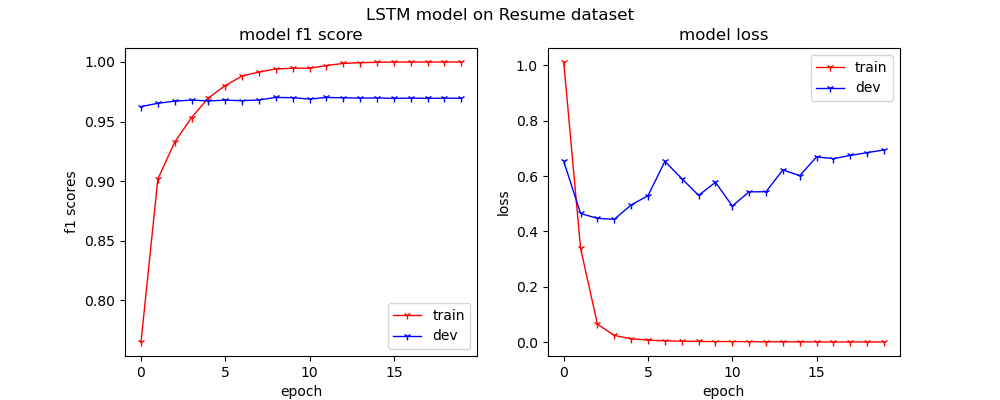 LSTM model on Resume dataset
model f1 score
1.00
0.95
0.90
0.85
0.80
f1 scores
0
5
10
15
epoch
train
dev
model loss
1.0
0.8
0.6
0.4
0.2
0.0
loss
0
5
10
15
epoch
train
dev